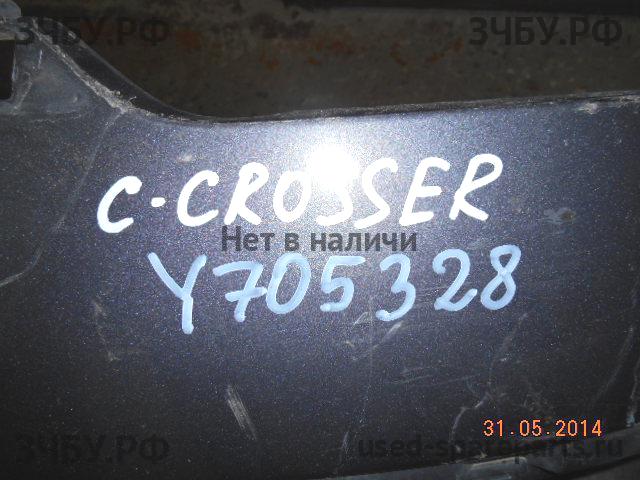 ЗЧБУ.РФ ЗЧБУ.РФ
C-CROSSER
Нет в наличи
Y705328
31.05.2014
ЗЧБУ.РФ used-spareparts.ru